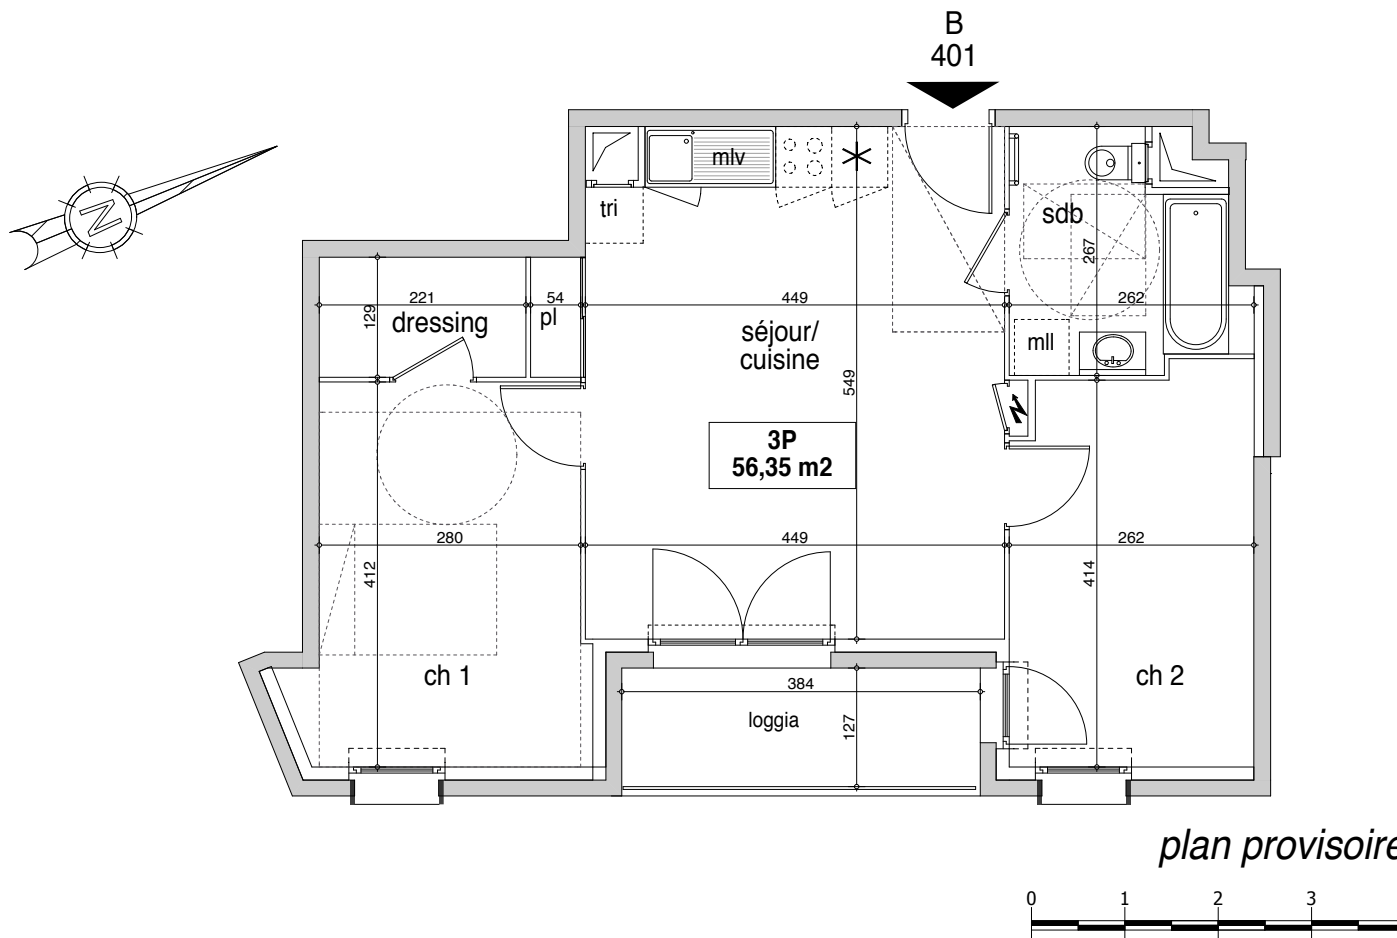 B
401
N
mlv
tri
sdb
267
221
54
449
262
129
dressing
pl
séjour/
cuisine
mll
549
3P
56,35 m2
280
449
262
412
414
ch 1
ch 2
384
loggia
127
plan provisoire
0 1 2 3